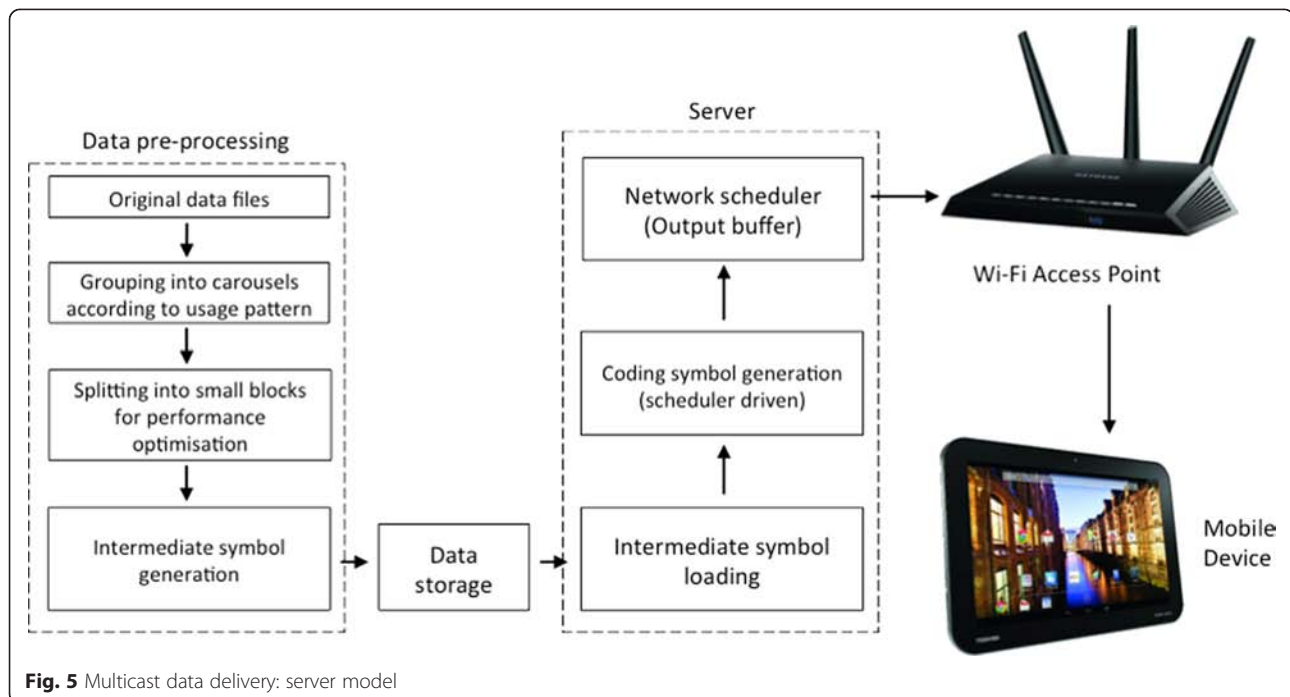 Data pre-processing
Original data files
Grouping into carousels
according to usage pattern
Splitting into small blocks
for performance
optimisation
Intermediate symbol
generation
Data
storage
Server
Network scheduler
(Output buffer)
Coding symbol generation
(scheduler driven)
Intermediate symbol
loading
NETGEAR
Wi-Fi Access Point
Mobile
Device
TOSHIBA
Fig. 5 Multicast data delivery: server model